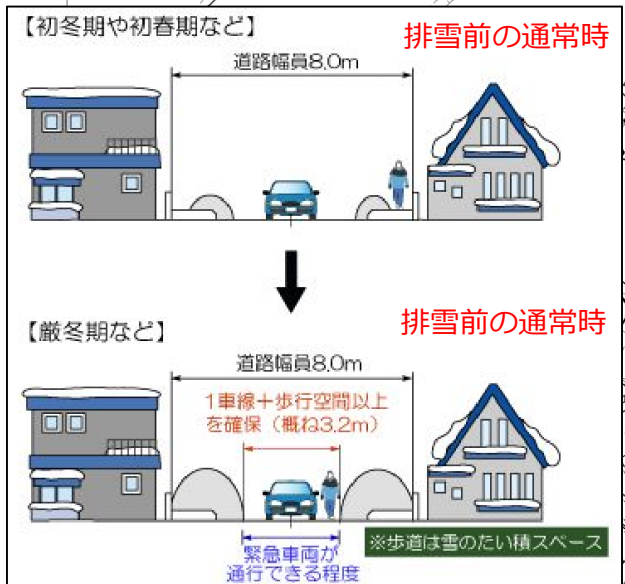 【初冬期や初春期など】
排雪前の通常時
道路幅員8.0m
【厳冬期など】
排雪前の通常時
道路幅員8.0m
1車線＋歩行空間以上
を確保（概ね3.2m）
※歩道は雪のたい積スペース
緊急車両が
通行できる程度